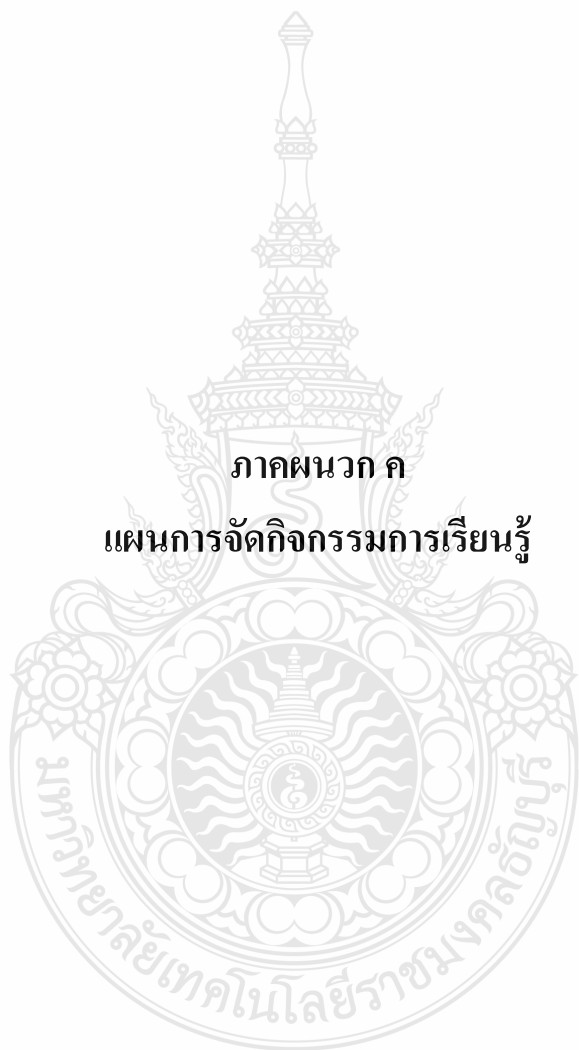 ภาคผนวก ค
แผนการจัดกิจกรรมการเรียนรู้
มหาวิทยาลัยเทคโนโลยีราชมงคลธัญบุรี